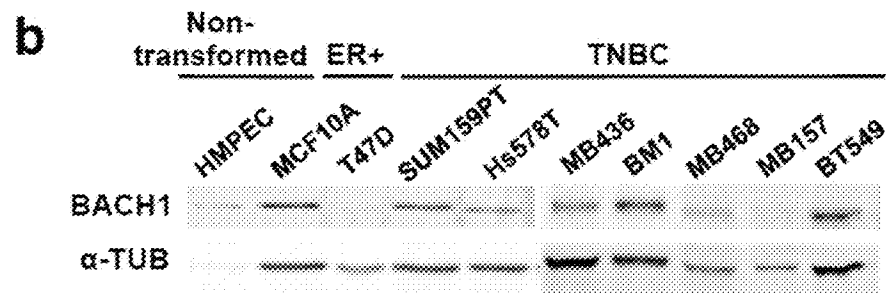 b
Non-
transformed ER+ TNBC
HMPEC MCF10A T47D SUM159PT Hs578T MB436 BM1 MB468 MB157 BT549
BACH1
α-TUB